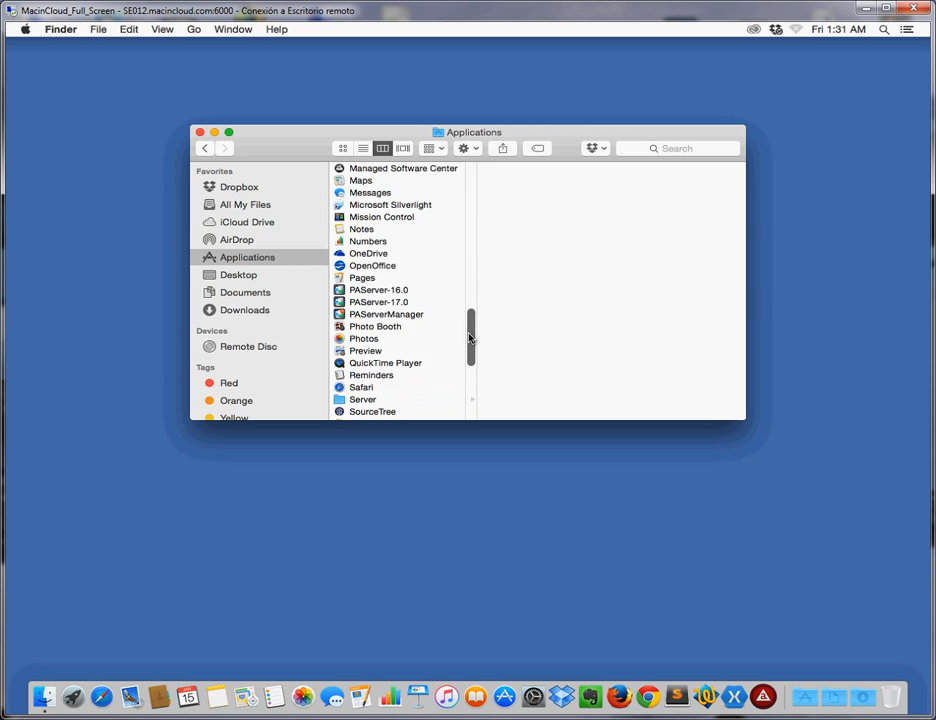 MacinCloud_Full_Screen - SE012.macincloud.com:6000 - Conexión a Escritorio remoto
Finder File Edit View Go Window Help Fri 1:31 AM
Applications
Search
Favorites
Dropbox
All My Files
iCloud Drive
AirDrop
Applications
Desktop
Documents
Downloads
Devices
Remote Disc
Tags
Red
Orange
Yellow
Managed Software Center
Maps
Messages
Microsoft Silverlight
Mission Control
Notes
Numbers
OneDrive
OpenOffice
Pages
PAServer-16.0
PAServer-17.0
PAServerManager
Photo Booth
Photos
Preview
QuickTime Player
Reminders
Safari
Server
SourceTree
15